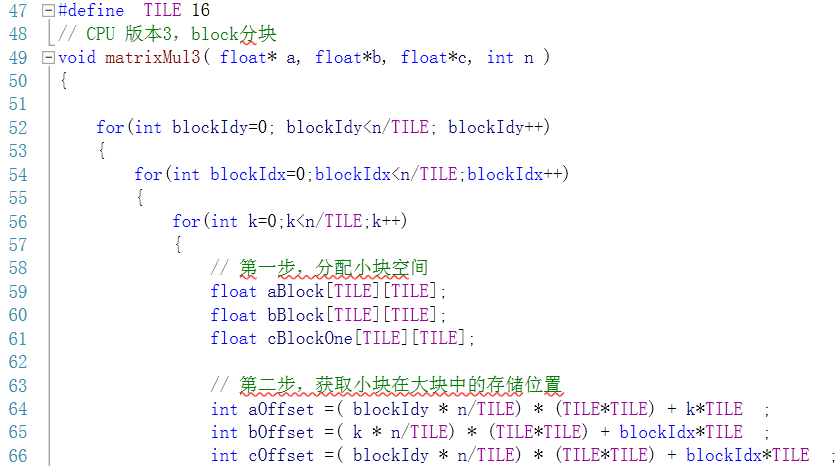 47 #define  TILE 16
48 // CPU 版本3，block分块
49 void matrixMul3( float* a, float*b, float*c, int n )
50 {
51
52     for(int blockIdy=0; blockIdy<n/TILE; blockIdy++)
53     {
54         for(int blockIdx=0;blockIdx<n/TILE;blockIdx++)
55         {
56             for(int k=0;k<n/TILE;k++)
57             {
58                 // 第一步，分配小块空间
59                 float aBlock[TILE][TILE];
60                 float bBlock[TILE][TILE];
61                 float cBlockOne[TILE][TILE];
62
63                 // 第二步，获取小块在大块中的存储位置
64                 int aOffset =( blockIdy * n/TILE) * (TILE*TILE) + k*TILE  ;
65                 int bOffset =( k * n/TILE) * (TILE*TILE) + blockIdx*TILE  ;
66                 int cOffset =( blockIdy * n/TILE) * (TILE*TILE) + blockIdx*TILE  ;